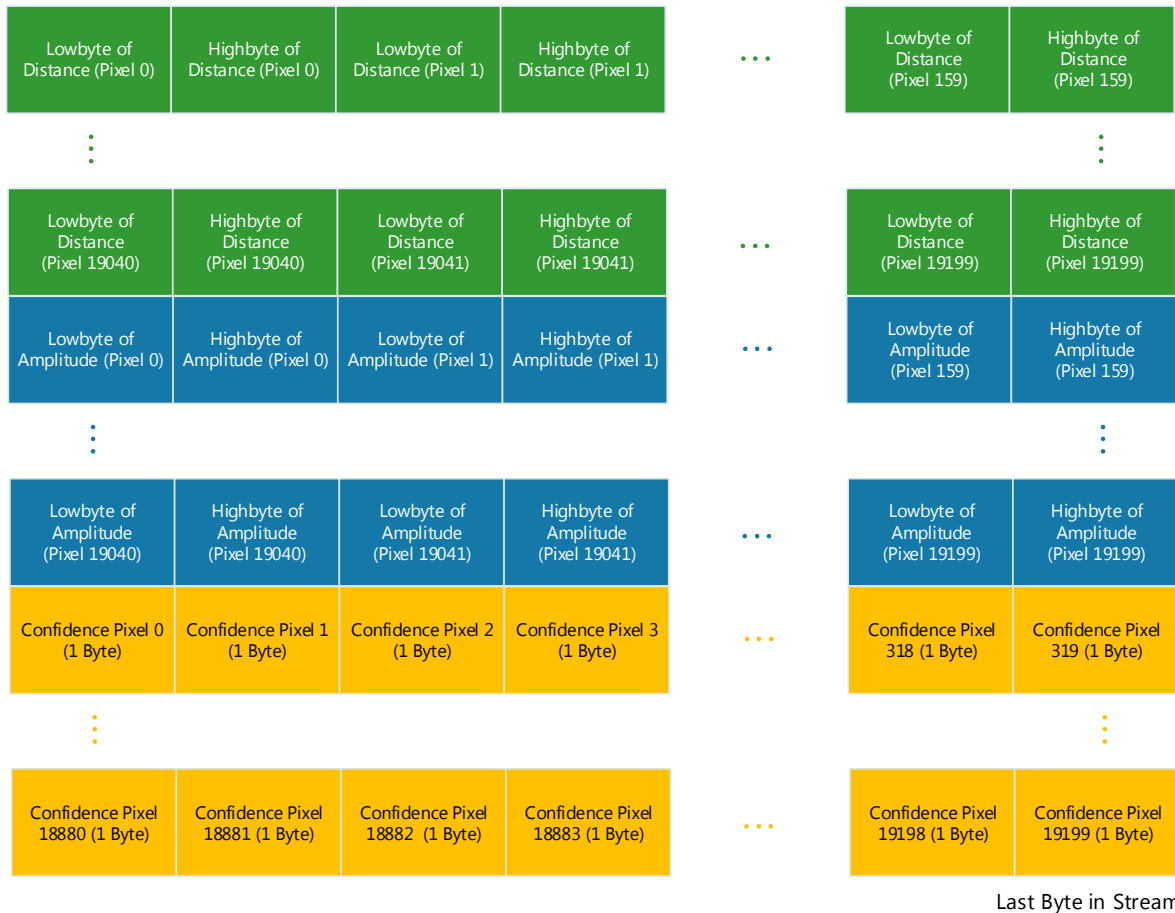 Lowbyte of
Distance (Pixel 0)
Highbyte of
Distance (Pixel 0)
Lowbyte of
Distance (Pixel 1)
Highbyte of
Distance (Pixel 1)
Lowbyte of
Distance
(Pixel 159)
Highbyte of
Distance
(Pixel 159)
Lowbyte of
Distance
(Pixel 19040)
Highbyte of
Distance
(Pixel 19040)
Lowbyte of
Distance
(Pixel 19041)
Highbyte of
Distance
(Pixel 19041)
Lowbyte of
Distance
(Pixel 19199)
Highbyte of
Distance
(Pixel 19199)
Lowbyte of
Amplitude (Pixel 0)
Highbyte of
Amplitude (Pixel 0)
Lowbyte of
Amplitude (Pixel 1)
Highbyte of
Amplitude (Pixel 1)
Lowbyte of
Amplitude
(Pixel 159)
Highbyte of
Amplitude
(Pixel 159)
Lowbyte of
Amplitude
(Pixel 19040)
Highbyte of
Amplitude
(Pixel 19040)
Lowbyte of
Amplitude
(Pixel 19041)
Highbyte of
Amplitude
(Pixel 19041)
Lowbyte of
Amplitude
(Pixel 19199)
Highbyte of
Amplitude
(Pixel 19199)
Confidence Pixel 0
(1 Byte)
Confidence Pixel 1
(1 Byte)
Confidence Pixel 2
(1 Byte)
Confidence Pixel 3
(1 Byte)
Confidence Pixel
318 (1 Byte)
Confidence Pixel
319 (1 Byte)
Confidence Pixel
18880 (1 Byte)
Confidence Pixel
18881 (1 Byte)
Confidence Pixel
18882 (1 Byte)
Confidence Pixel
18883 (1 Byte)
Confidence Pixel
19198 (1 Byte)
Confidence Pixel
19199 (1 Byte)
Last Byte in Stream